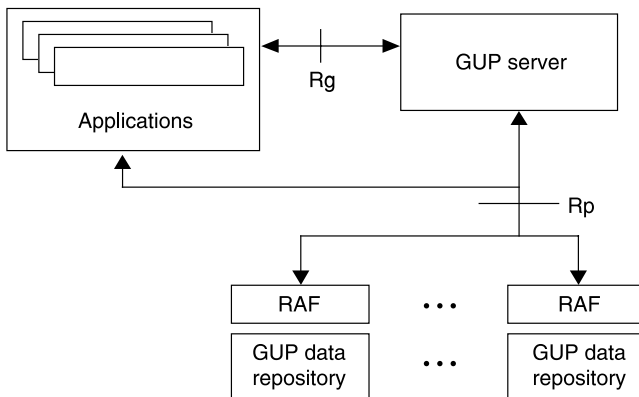 GUP server
Rg
Applications
Rp
RAF
• • •
RAF
GUP data
repository
• • •
GUP data
repository